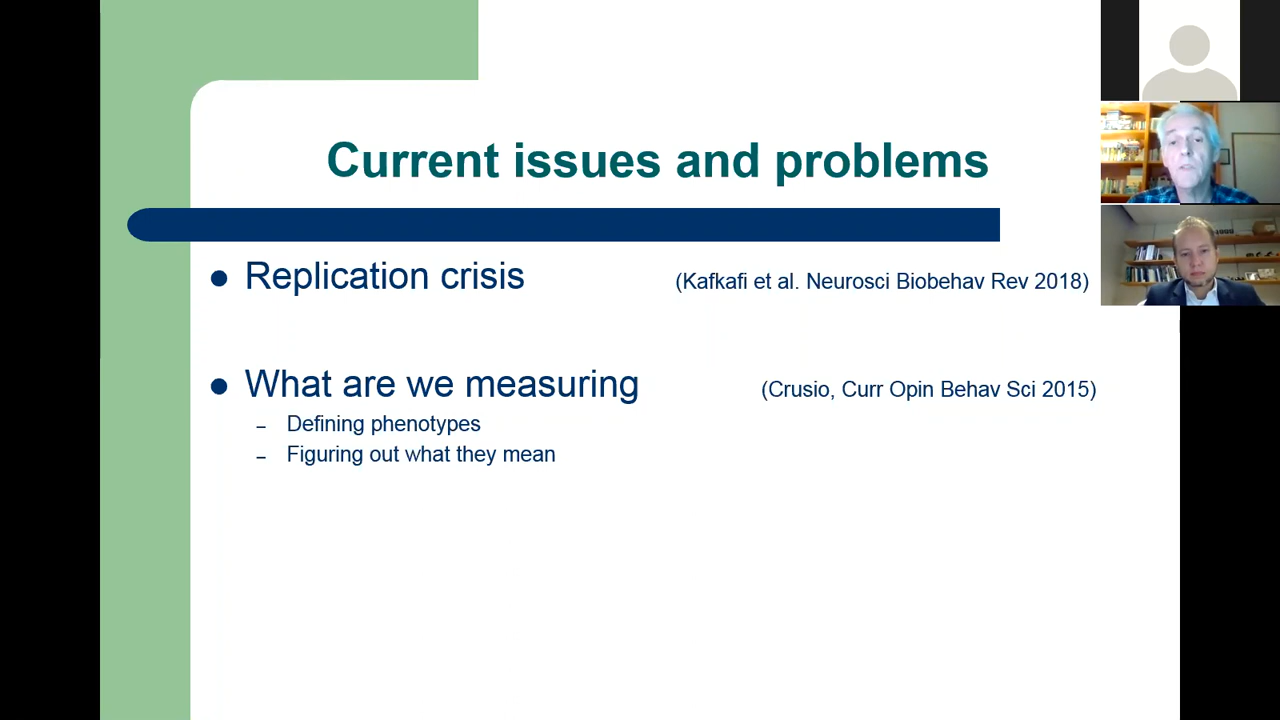 Current issues and problems
● Replication crisis (Kafkafi et al. Neurosci Biobehav Rev 2018)
● What are we measuring (Crusio, Curr Opin Behav Sci 2015)
– Defining phenotypes
– Figuring out what they mean